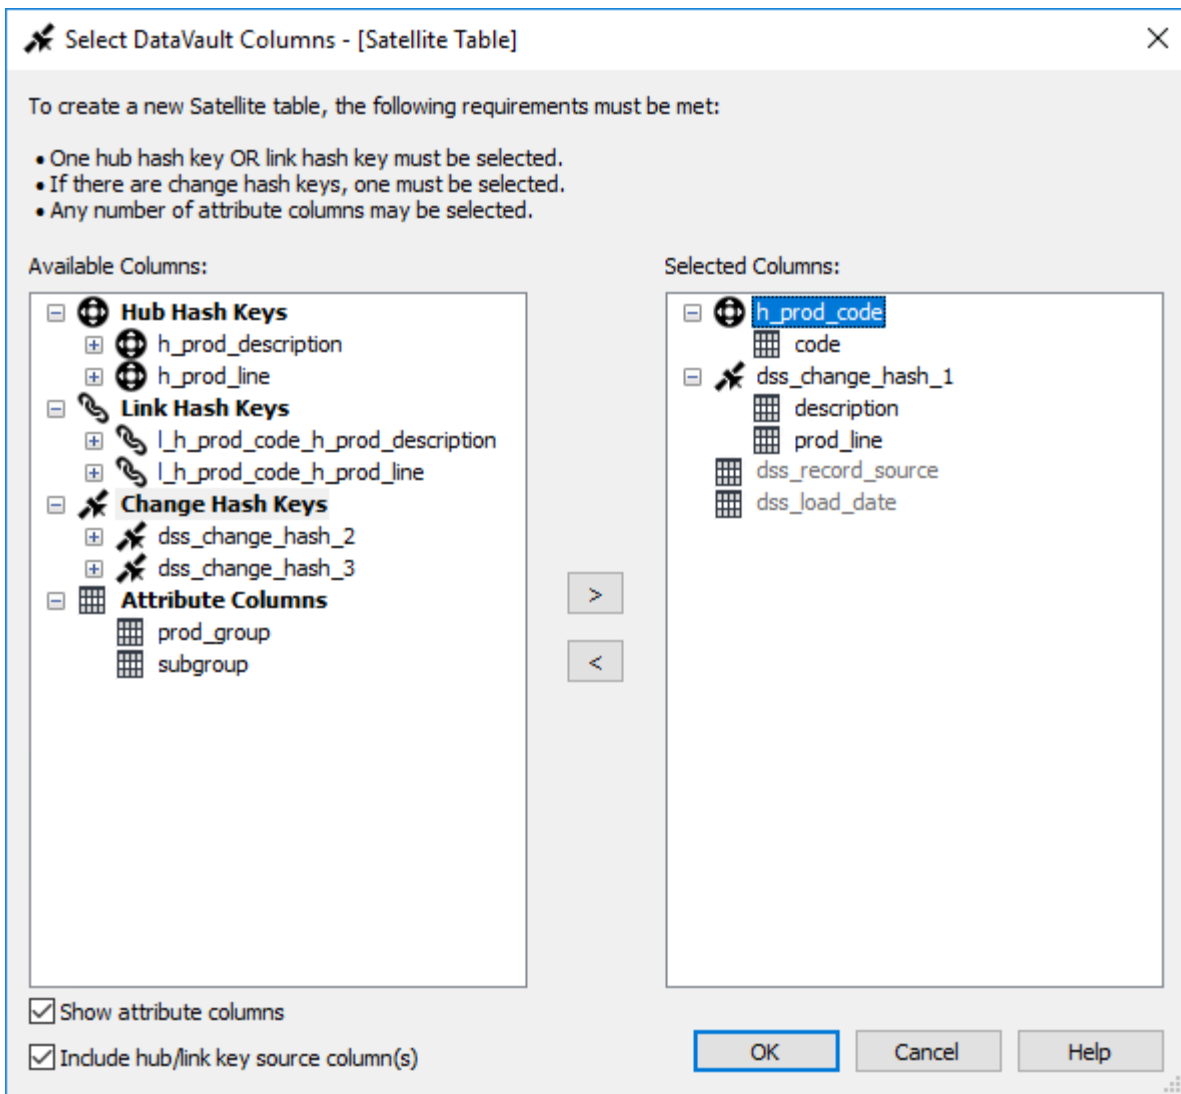 Select DataVault Columns - [Satellite Table]
To create a new Satellite table, the following requirements must be met:
• One hub hash key OR link hash key must be selected.
• If there are change hash keys, one must be selected.
• Any number of attribute columns may be selected.
Available Columns:
Hub Hash Keys
h_prod_description
h_prod_line
Link Hash Keys
l_h_prod_code_h_prod_description
l_h_prod_code_h_prod_line
Change Hash Keys
dss_change_hash_2
dss_change_hash_3
Attribute Columns
prod_group
subgroup
>
<
Selected Columns:
h_prod_code
code
dss_change_hash_1
description
prod_line
dss_record_source
dss_load_date
Show attribute columns
Include hub/link key source column(s)
OK Cancel Help